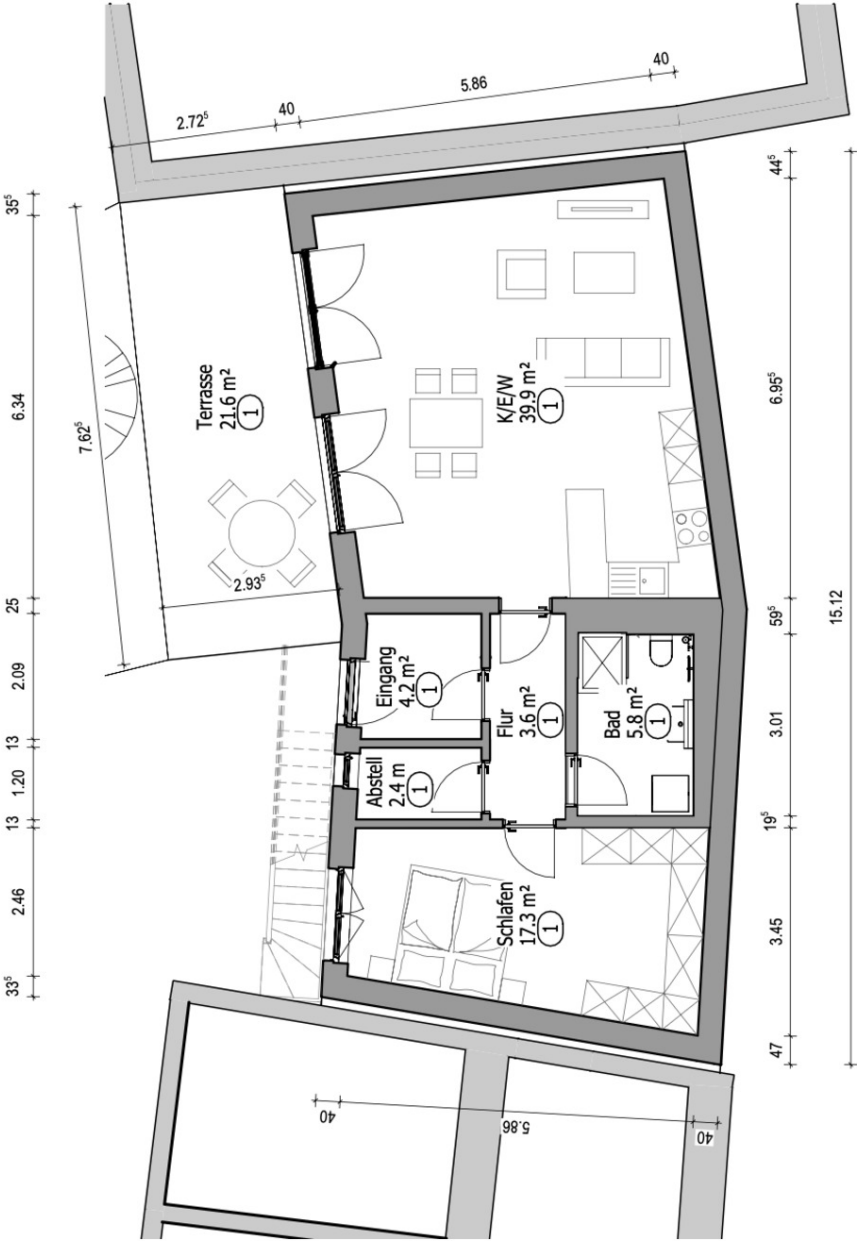 2.72⁵
40
5.86
40
35⁵
6.34
25
2.09
13
1.20
13
2.46
33⁵
7.62⁵
2.93⁵
Terrasse
21.6 m²
1
K/E/W
39.9 m²
1
Eingang
4.2 m²
1
Abstell
2.4 m
1
Flur
3.6 m²
1
Bad
5.8 m²
1
Schlafen
17.3 m²
1
44⁵
6.95⁵
59⁵
3.01
19⁵
3.45
47
15.12
40
5.86
40